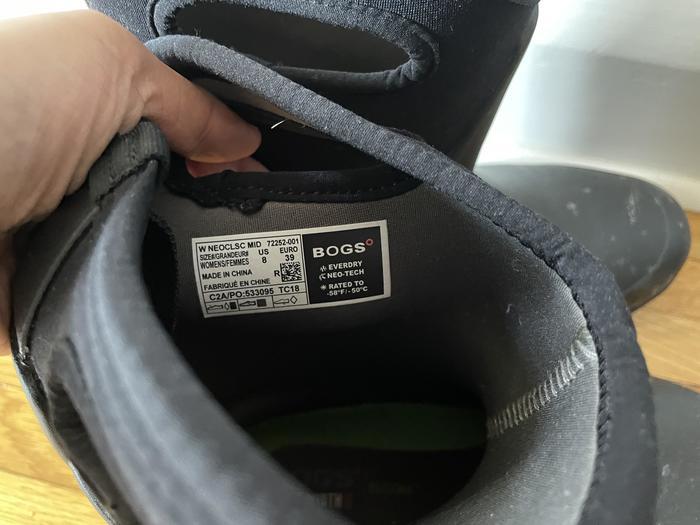 W NEOCLSC MID 72252-001
SIZE#/GRANDEUR# US EURO
WOMENS/FEMMES 8 39
MADE IN CHINA R
FABRIQUÉ EN CHINE
C2A/PO:533095 TC18
BOGS
EVERDRY
NEO-TECH
RATED TO
-58°F/-50°C